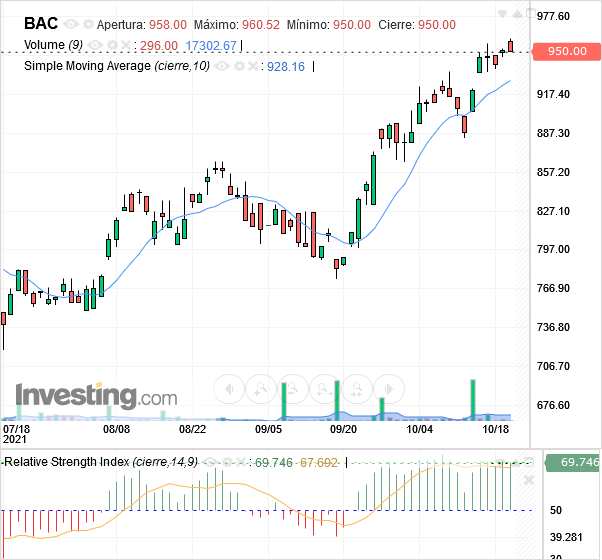 BAC Apertura: 958.00 Máximo: 960.52 Mínimo: 950.00 Cierre: 950.00
Volume (9) : 296.00 17302.67
Simple Moving Average (cierre,10) : 928.16
977.60
950.00
917.40
887.30
857.20
827.10
797.00
766.90
736.80
706.70
676.60
Investing.com
07/18 08/08 08/22 09/05 09/20 10/04 10/18
2021
Relative Strength Index (cierre,14,9) : 69.746 67.692
69.746
50
39.281
30